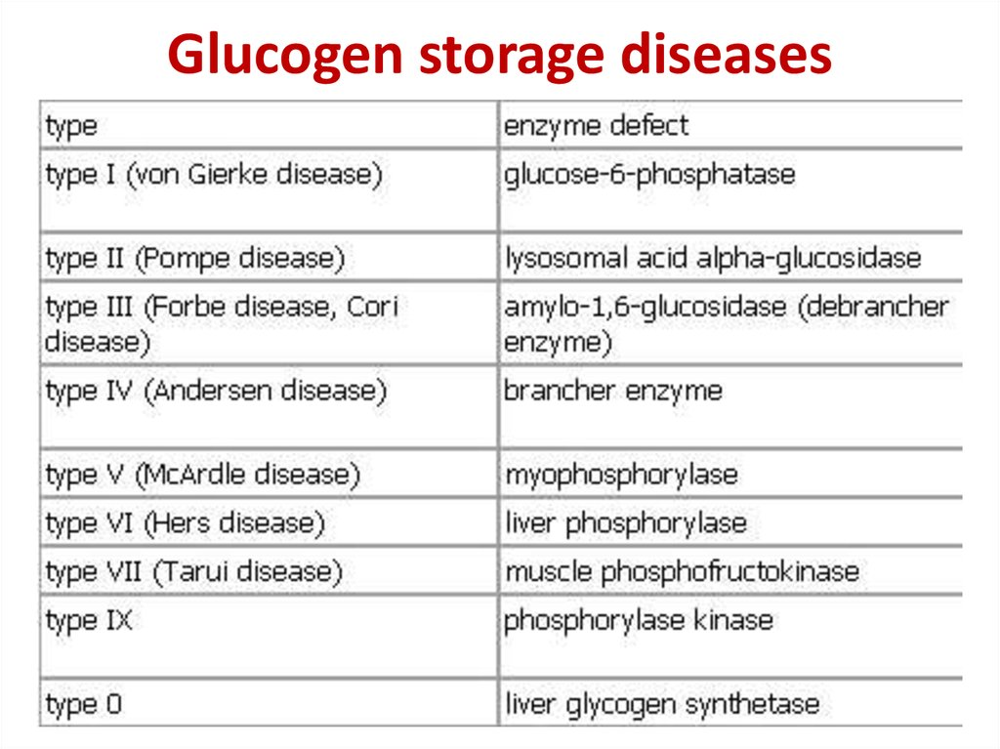 Glucogen storage diseases
type enzyme defect
type I (von Gierke disease) glucose-6-phosphatase
type II (Pompe disease) lysosomal acid alpha-glucosidase
type III (Forbe disease, Cori amylo-1,6-glucosidase (debrancher
disease) enzyme)
type IV (Andersen disease) brancher enzyme
type V (McArdle disease) myophosphorylase
type VI (Hers disease) liver phosphorylase
type VII (Tarui disease) muscle phosphofructokinase
type IX phosphorylase kinase
type 0 liver glycogen synthetase